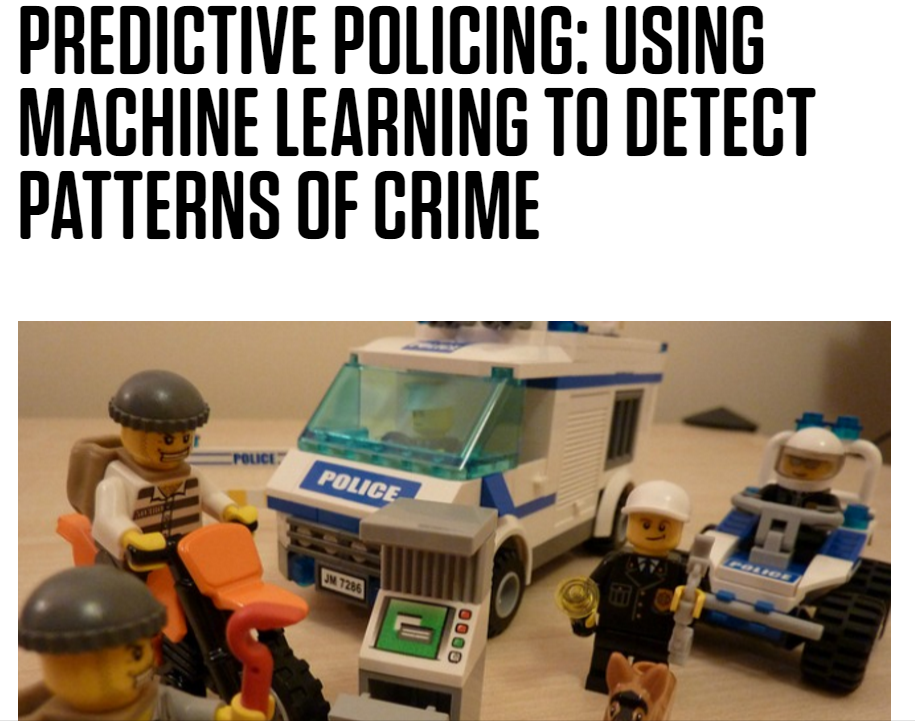 PREDICTIVE POLICING: USING
MACHINE LEARNING TO DETECT
PATTERNS OF CRIME
POLICE
POLICE
JM 7286
POLICE